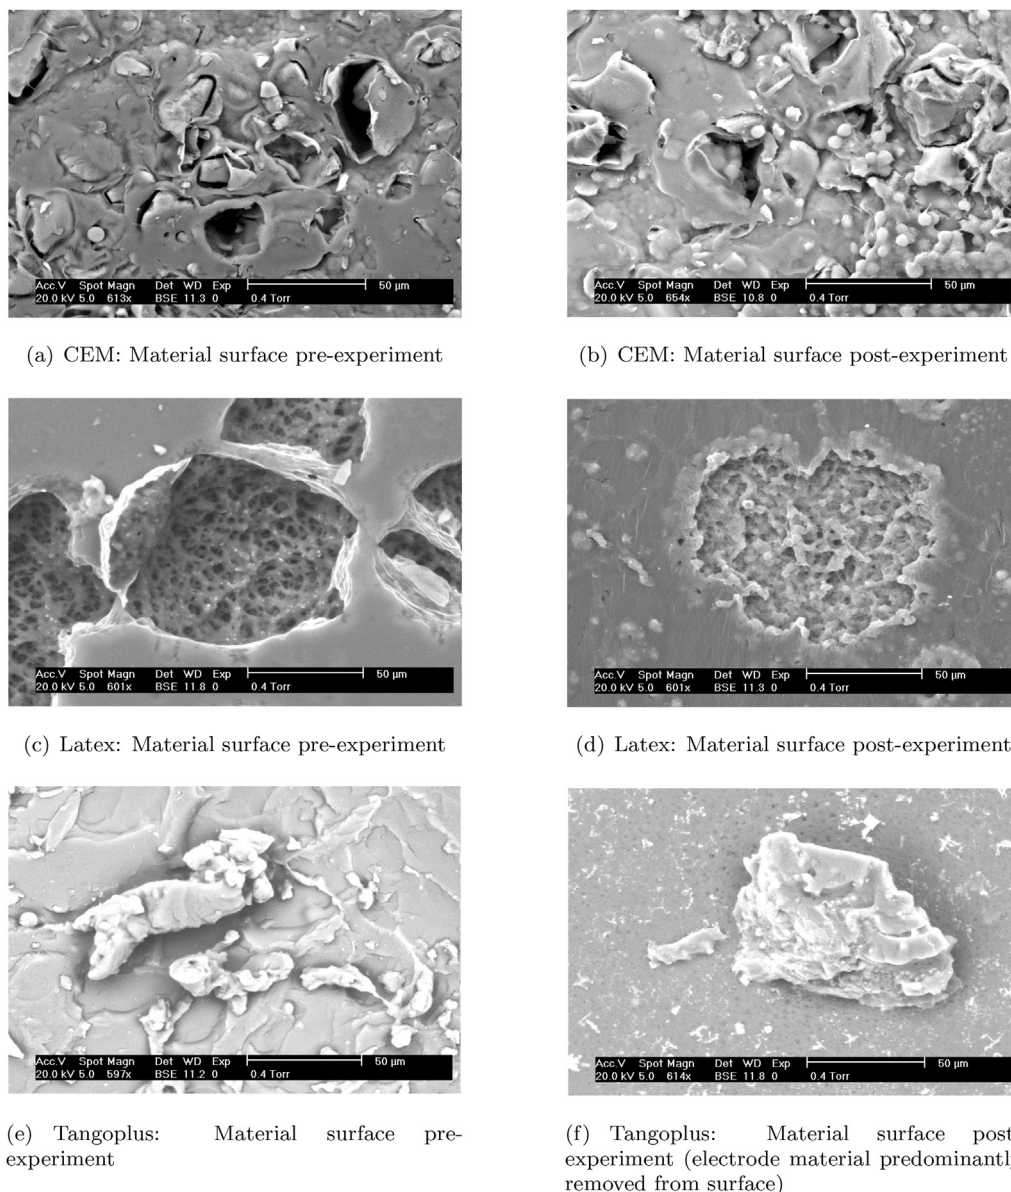 Acc.V Spot Magn Det WD Exp 50 µm
20.0 kV 5.0 613x BSE 11.3 0 0.4 Torr
Acc.V Spot Magn Det WD Exp 50 µm
20.0 kV 5.0 654x BSE 10.8 0 0.4 Torr
(a) CEM: Material surface pre-experiment
(b) CEM: Material surface post-experiment
Acc.V Spot Magn Det WD Exp 50 µm
20.0 kV 5.0 601x BSE 11.8 0 0.4 Torr
Acc.V Spot Magn Det WD Exp 50 µm
20.0 kV 5.0 601x BSE 11.3 0 0.4 Torr
(c) Latex: Material surface pre-experiment
(d) Latex: Material surface post-experiment
Acc.V Spot Magn Det WD Exp 50 µm
20.0 kV 5.0 597x BSE 11.2 0 0.4 Torr
Acc.V Spot Magn Det WD Exp 50 µm
20.0 kV 5.0 614x BSE 11.8 0 0.4 Torr
(e) Tangoplus: Material surface pre-
experiment
(f) Tangoplus: Material surface post
experiment (electrode material predominantly
removed from surface)